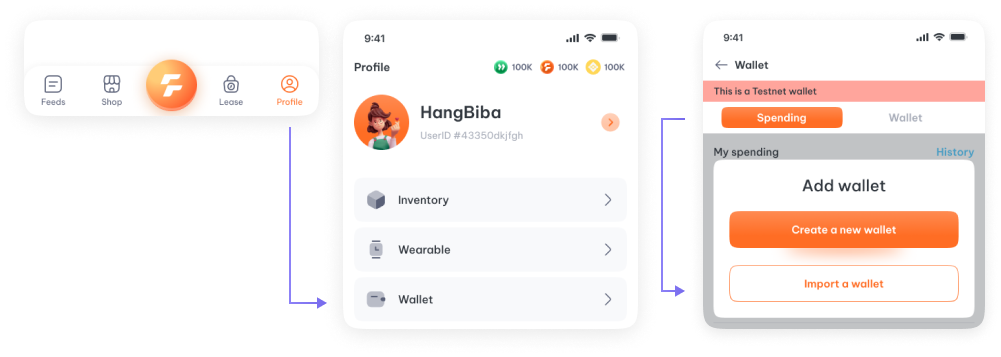 Feeds
Shop
Lease
Profile
9:41
Profile
100K
100K
100K
HangBiba
UserID #43350dkjfgh
Inventory
Wearable
Wallet
9:41
Wallet
This is a Testnet wallet
Spending
Wallet
My spending
History
Add wallet
Create a new wallet
Import a wallet